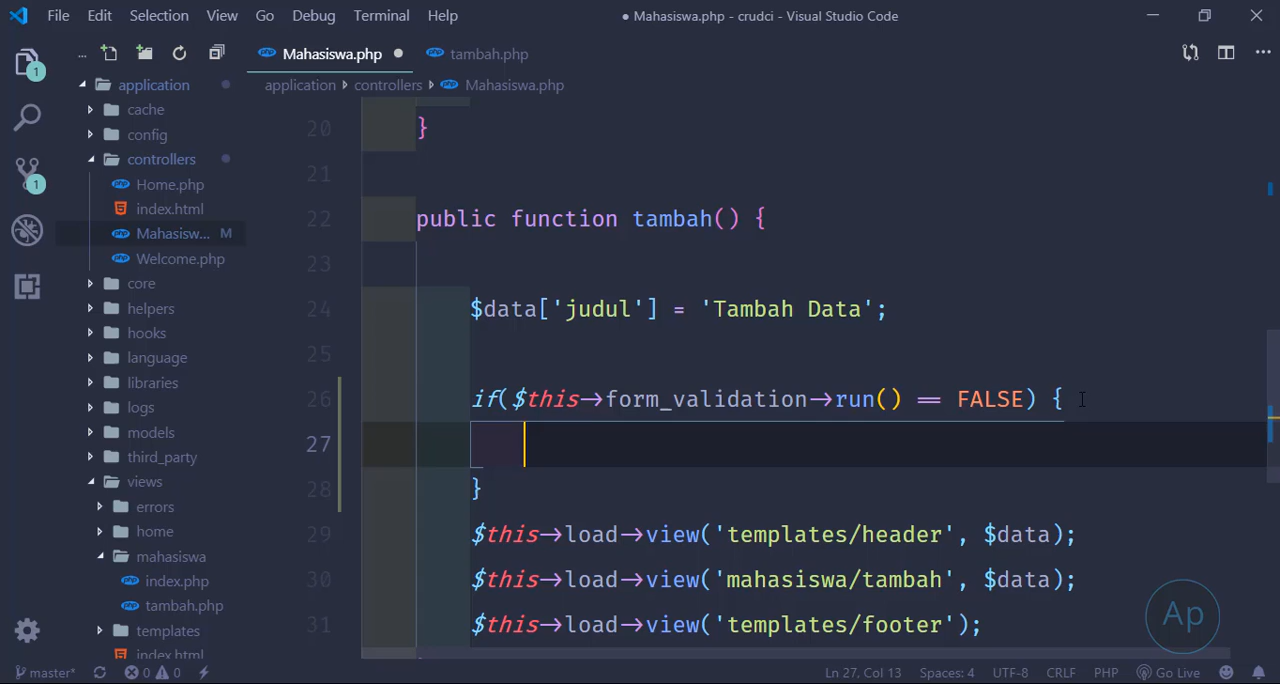 File Edit Selection View Go Debug Terminal Help
● Mahasiswa.php - crudci - Visual Studio Code
...
Mahasiswa.php
tambah.php
application
application controllers Mahasiswa.php
cache
config
controllers
Home.php
index.html
Mahasisw... M
Welcome.php
core
helpers
hooks
language
libraries
logs
models
third_party
views
errors
home
mahasiswa
index.php
tambah.php
templates
index.html
1
1
20 }
21
22 public function tambah() {
23
24 $data['judul'] = 'Tambah Data';
25
26 if($this->form_validation->run() == FALSE) {
27
28 }
29 $this->load->view('templates/header', $data);
30 $this->load->view('mahasiswa/tambah', $data);
31 $this->load->view('templates/footer');
Ap
master* 0 0 Ln 27, Col 13 Spaces: 4 UTF-8 CRLF PHP Go Live